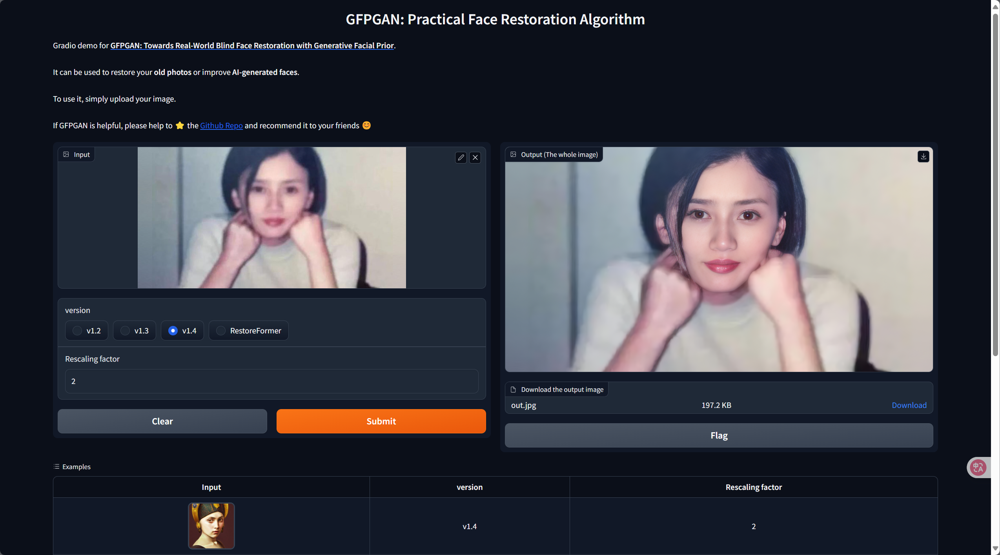 GFPGAN: Practical Face Restoration Algorithm
Gradio demo for GFPGAN: Towards Real-World Blind Face Restoration with Generative Facial Prior.
It can be used to restore your old photos or improve AI-generated faces.
To use it, simply upload your image.
If GFPGAN is helpful, please help to ⭐ the Github Repo and recommend it to your friends 😊
Input
Output (The whole image)
version
v1.2 v1.3 v1.4 RestoreFormer
Rescaling factor
2
Clear Submit
Download the output image
out.jpg 197.2 KB Download
Flag
Examples
Input version Rescaling factor
v1.4 2
中A